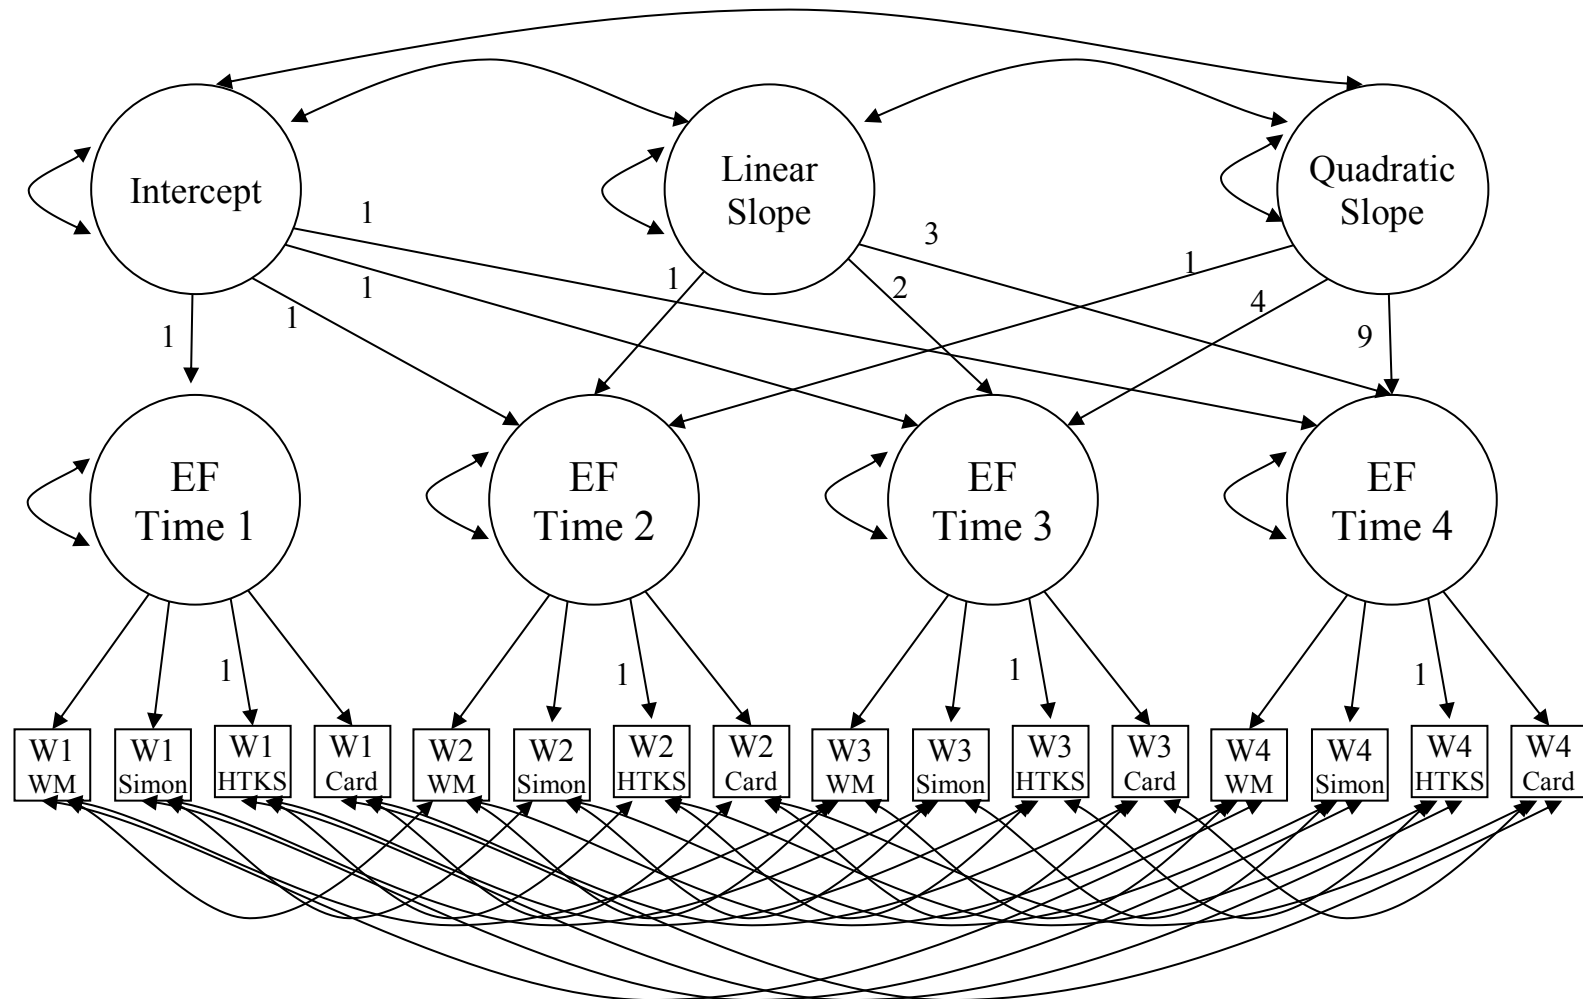 Intercept
Linear
Slope
Quadratic
Slope
1
3
1
1
2
1
4
1
1
9
EF
Time 1
EF
Time 2
EF
Time 3
EF
Time 4
1
1
1
1
W1
WM
W1
Simon
W1
HTKS
W1
Card
W2
WM
W2
Simon
W2
HTKS
W2
Card
W3
WM
W3
Simon
W3
HTKS
W3
Card
W4
WM
W4
Simon
W4
HTKS
W4
Card